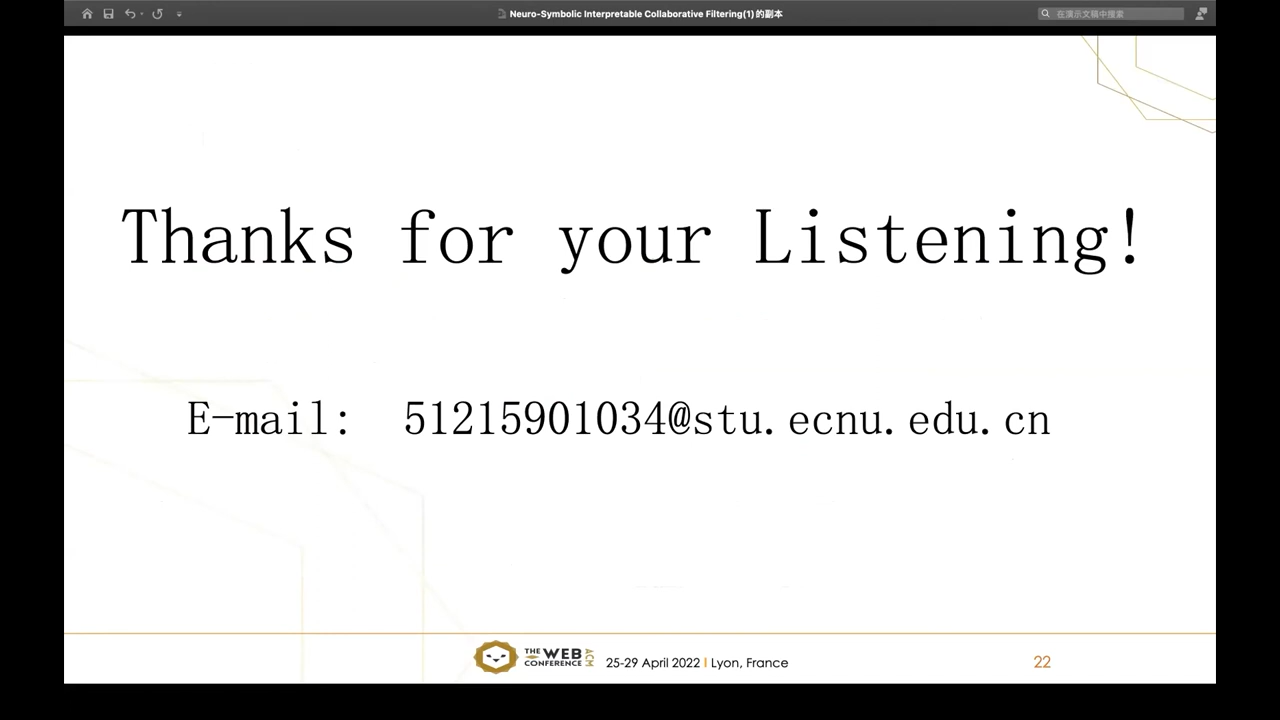 Neuro-Symbolic Interpretable Collaborative Filtering(1)的副本
在演示文稿中搜索
Thanks for your Listening!
E-mail: 51215901034@stu.ecnu.edu.cn
THE WEB CONFERENCE ACM
25-29 April 2022 | Lyon, France
22